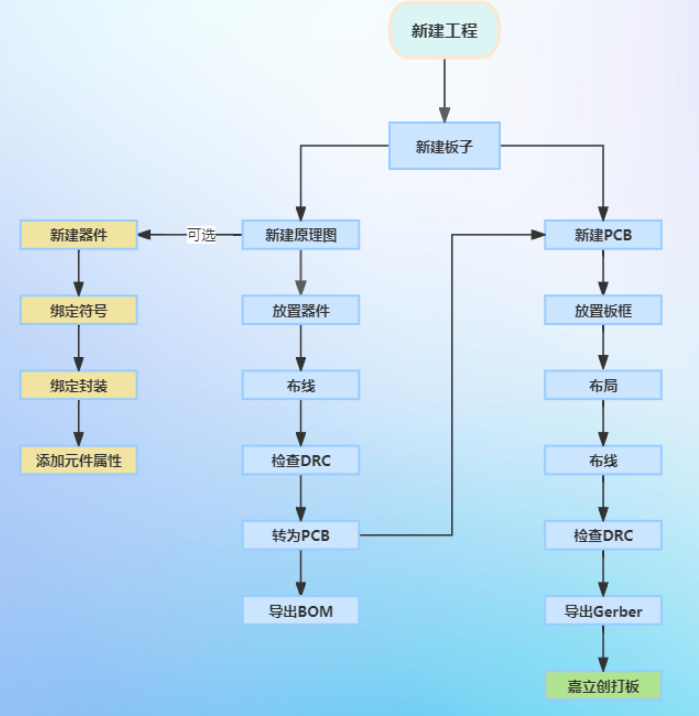 新建工程
新建板子
新建器件
可选
新建原理图
新建PCB
绑定符号
放置器件
放置板框
绑定封装
布线
布局
添加元件属性
检查DRC
布线
转为PCB
检查DRC
导出BOM
导出Gerber
嘉立创打板